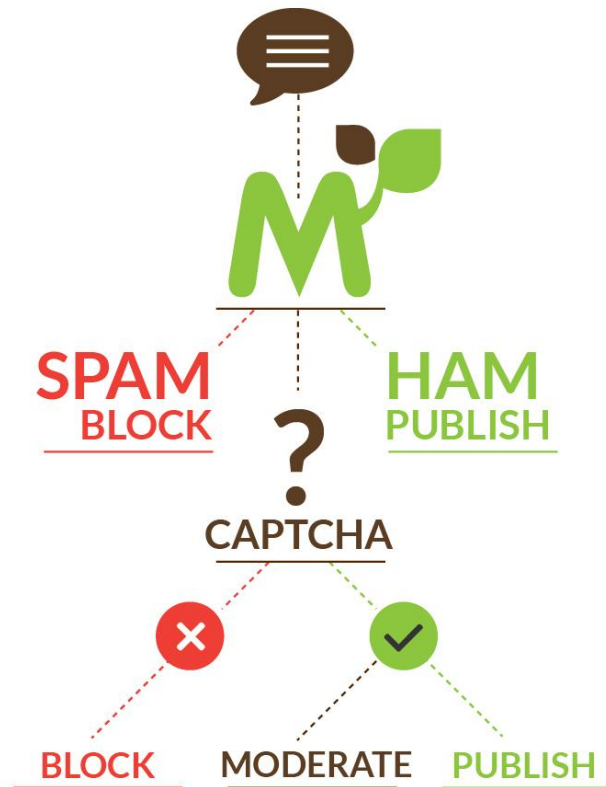 M
SPAM
BLOCK
HAM
PUBLISH
?
CAPTCHA
BLOCK
MODERATE
PUBLISH